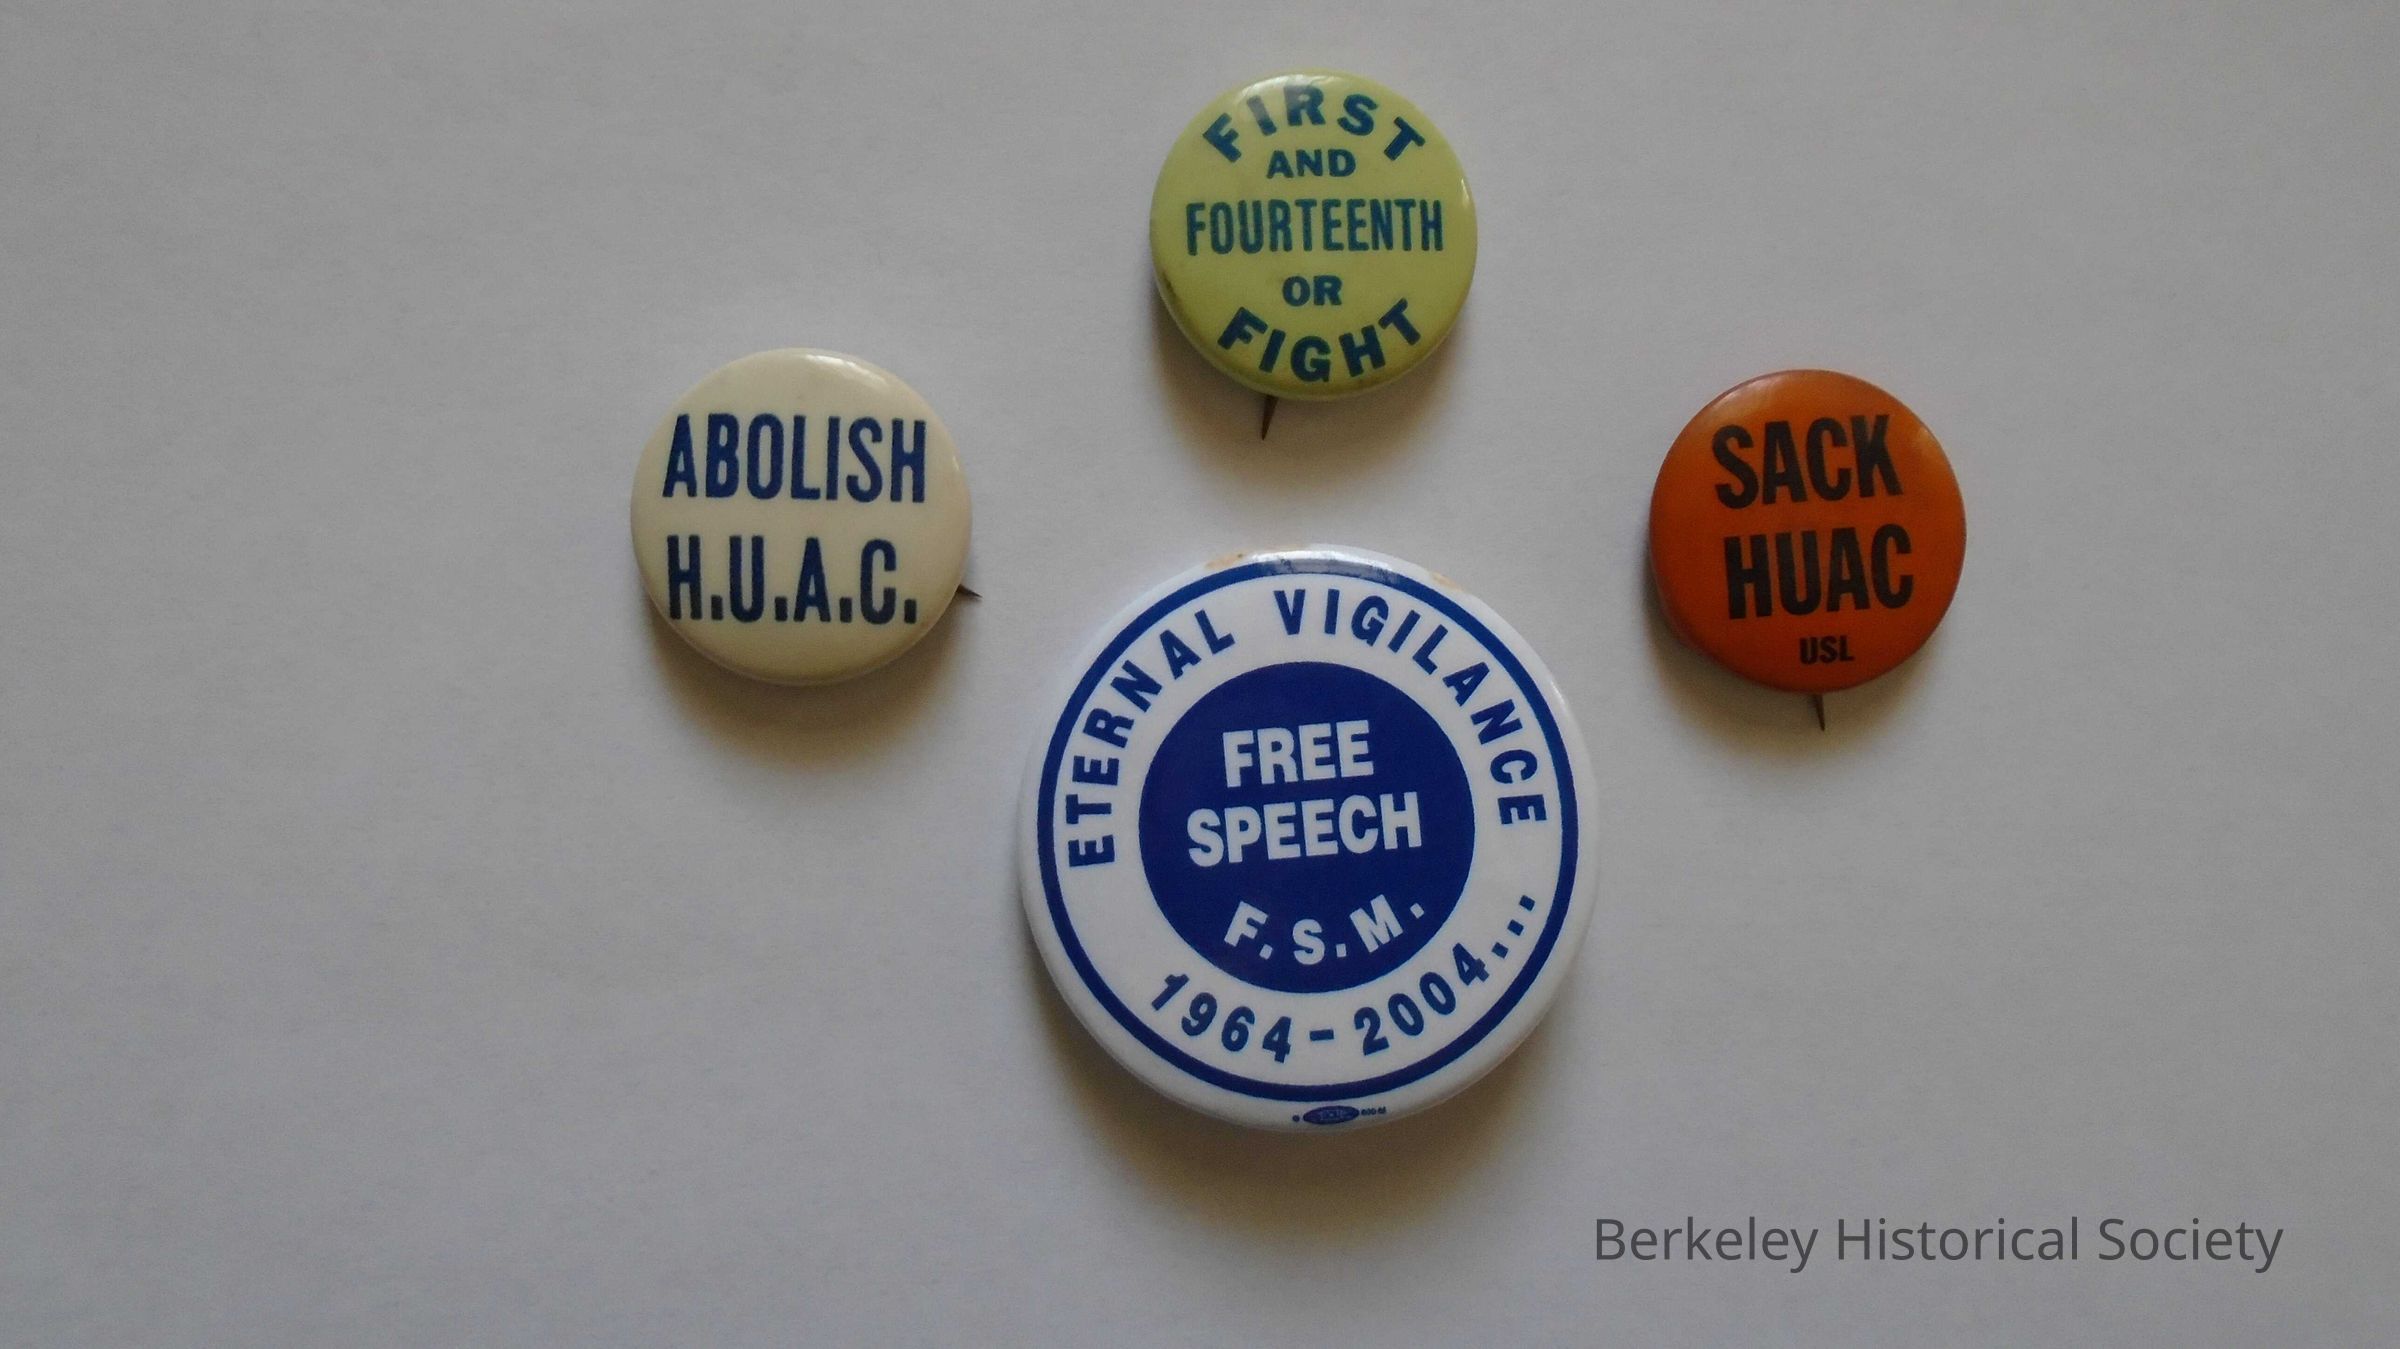 FIRST
AND
FOURTEENTH
OR
FIGHT
ABOLISH
H.U.A.C.
SACK
HUAC
USL
ETERNAL VIGILANCE
FREE
SPEECH
F.S.M.
1964-2004...
Berkeley Historical Society